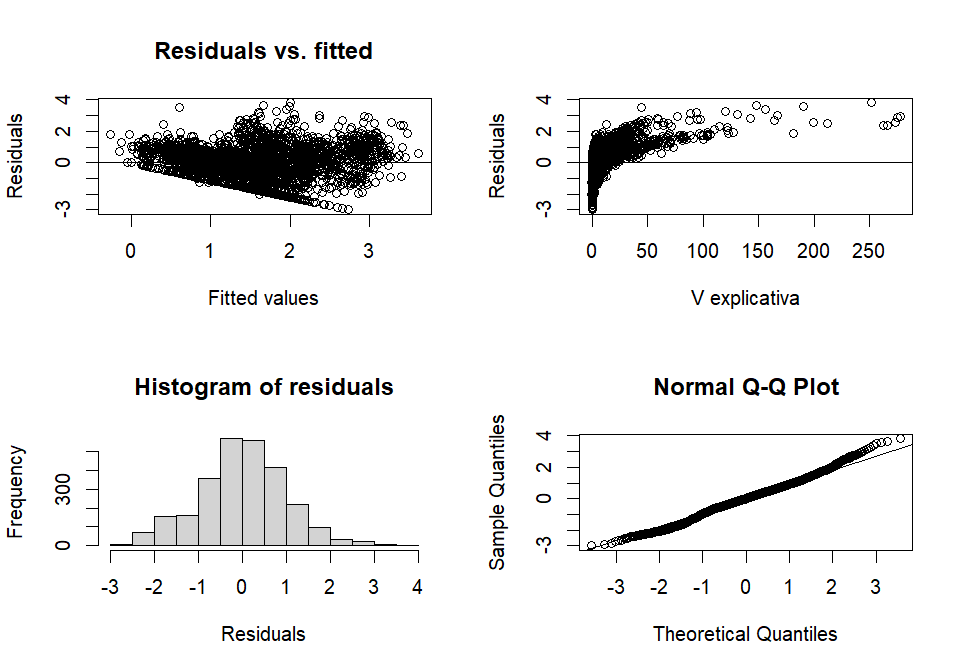 Residuals vs. fitted
Residuals
4
2
0
-3
0 1 2 3
Fitted values
Residuals
4
2
0
-3
0 50 100 150 200 250
V explicativa
Histogram of residuals
Frequency
300
0
-3 -2 -1 0 1 2 3 4
Residuals
Normal Q-Q Plot
Sample Quantiles
4
2
0
-3
-3 -2 -1 0 1 2 3
Theoretical Quantiles